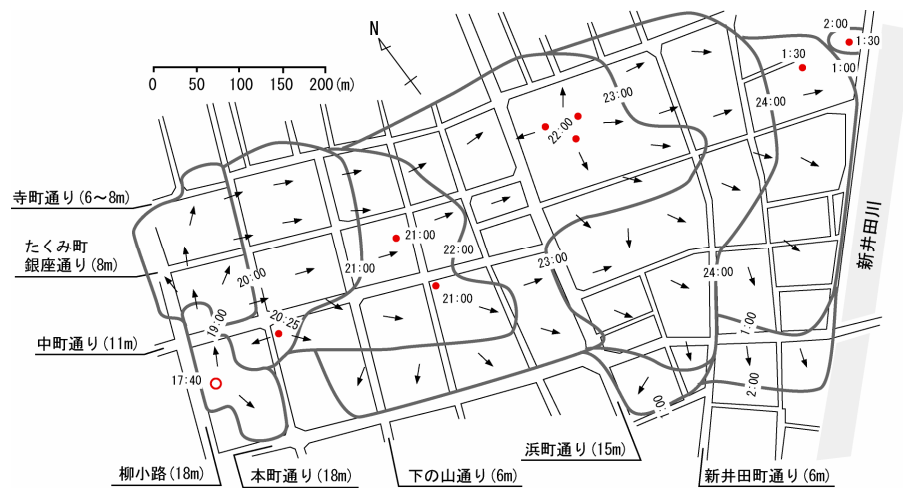 N
0 50 100 150 200(m)
2:00
1:30
1:30
1:00
23:00
24:00
22:00
寺町通り(6～8m)
たくみ町
銀座通り(8m)
21:00
22:00
23:00
新井田川
20:00
21:00
24:00
21:00
19:00
20:25
1:00
中町通り(11m)
17:40
2:00
:00
柳小路(18m)
本町通り(18m)
下の山通り(6m)
浜町通り(15m)
新井田町通り(6m)